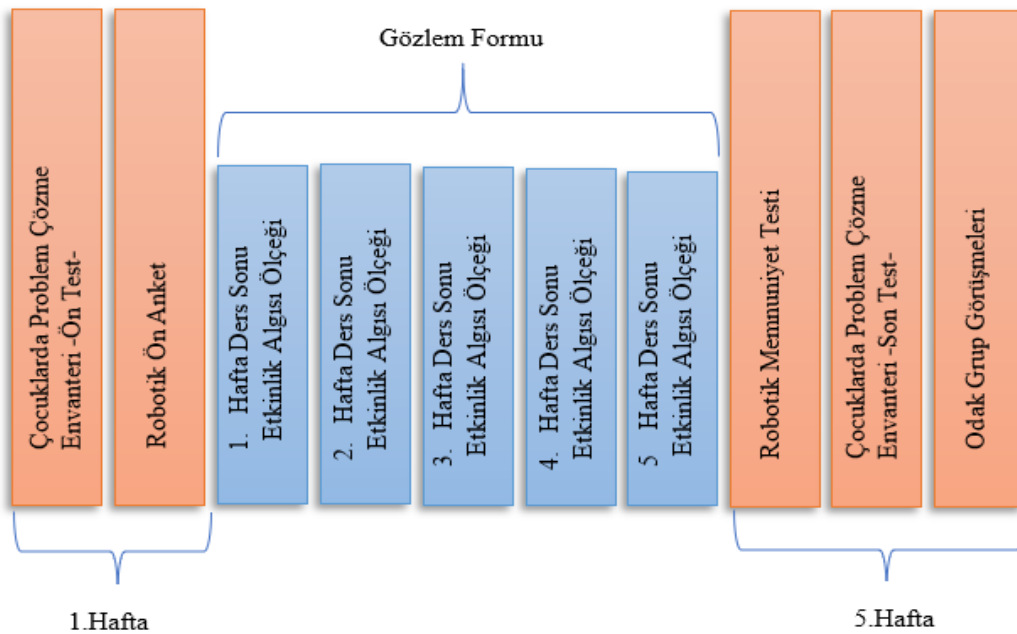 Gözlem Formu
Çocuklarda Problem Çözme
Envanteri -Ön Test-
Robotik Ön Anket
1. Hafta Ders Sonu
Etkinlik Algısı Ölçeği
2. Hafta Ders Sonu
Etkinlik Algısı Ölçeği
3. Hafta Ders Sonu
Etkinlik Algısı Ölçeği
4. Hafta Ders Sonu
Etkinlik Algısı Ölçeği
5 Hafta Ders Sonu
Etkinlik Algısı Ölçeği
Robotik Memnuniyet Testi
Çocuklarda Problem Çözme
Envanteri -Son Test-
Odak Grup Görüşmeleri
1.Hafta
5.Hafta